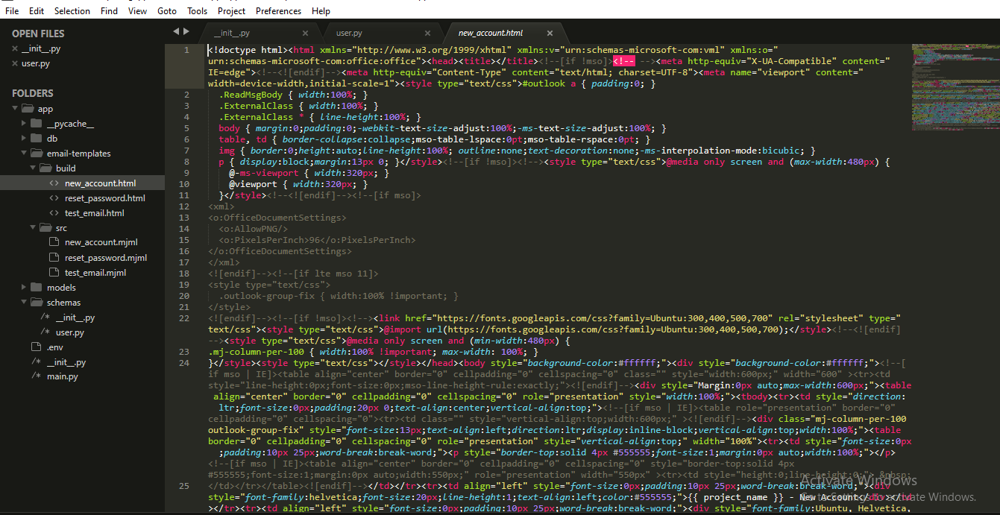 File Edit Selection Find View Goto Tools Project Preferences Help
OPEN FILES
__init__.py
user.py
FOLDERS
app
__pycache__
db
email-templates
build
new_account.html
reset_password.html
test_email.html
src
new_account.mjml
reset_password.mjml
test_email.mjml
models
schemas
__init__.py
user.py
.env
__init__.py
main.py
__init__.py user.py new_account.html
1 <!doctype html><html xmlns="http://www.w3.org/1999/xhtml" xmlns:v="urn:schemas-microsoft-com:vml" xmlns:o="
urn:schemas-microsoft-com:office:office"><head><title></title><!--[if !mso]><!-- --><meta http-equiv="X-UA-Compatible" content="
IE=edge"><!--<![endif]--><meta http-equiv="Content-Type" content="text/html; charset=UTF-8"><meta name="viewport" content="
width=device-width,initial-scale=1"><style type="text/css">#outlook a { padding:0; }
2 .ReadMsgBody { width:100%; }
3 .ExternalClass { width:100%; }
4 .ExternalClass * { line-height:100%; }
5 body { margin:0;padding:0;-webkit-text-size-adjust:100%;-ms-text-size-adjust:100%; }
6 table, td { border-collapse:collapse;mso-table-lspace:0pt;mso-table-rspace:0pt; }
7 img { border:0;height:auto;line-height:100%; outline:none;text-decoration:none;-ms-interpolation-mode:bicubic; }
8 p { display:block;margin:13px 0; }</style><!--[if !mso]><!--><style type="text/css">@media only screen and (max-width:480px) {
9 @-ms-viewport { width:320px; }
10 @viewport { width:320px; }
11 }</style><!--<![endif]--><!--[if mso]>
12 <xml>
13 <o:OfficeDocumentSettings>
14 <o:AllowPNG/>
15 <o:PixelsPerInch>96</o:PixelsPerInch>
16 </o:OfficeDocumentSettings>
17 </xml>
18 <![endif]--><!--[if lte mso 11]>
19 <style type="text/css">
20 .outlook-group-fix { width:100% !important; }
21 </style>
22 <![endif]--><!--[if !mso]><!--><link href="https://fonts.googleapis.com/css?family=Ubuntu:300,400,500,700" rel="stylesheet" type="
text/css"><style type="text/css">@import url(https://fonts.googleapis.com/css?family=Ubuntu:300,400,500,700);</style><!--<![endif]
--><style type="text/css">@media only screen and (min-width:480px) {
23 .mj-column-per-100 { width:100% !important; max-width: 100%; }
24 }</style><style type="text/css"></style></head><body style="background-color:#ffffff;"><div style="background-color:#ffffff;"><!--[
if mso | IE]><table align="center" border="0" cellpadding="0" cellspacing="0" class="" style="width:600px;" width="600" ><tr><td
style="line-height:0px;font-size:0px;mso-line-height-rule:exactly;"><![endif]--><div style="Margin:0px auto;max-width:600px;"><table
align="center" border="0" cellpadding="0" cellspacing="0" role="presentation" style="width:100%;"><tbody><tr><td style="direction:
ltr;font-size:0px;padding:20px 0;text-align:center;vertical-align:top;"><!--[if mso | IE]><table role="presentation" border="0"
cellpadding="0" cellspacing="0"><tr><td class="" style="vertical-align:top;width:600px;" ><![endif]--><div class="mj-column-per-100
outlook-group-fix" style="font-size:13px;text-align:left;direction:ltr;display:inline-block;vertical-align:top;width:100%;"><table
border="0" cellpadding="0" cellspacing="0" role="presentation" style="vertical-align:top;" width="100%"><tr><td style="font-size:0px
;padding:10px 25px;word-break:break-word;"><p style="border-top:solid 4px #555555;font-size:1;margin:0px auto;width:100%;"></p>
<!--[if mso | IE]><table align="center" border="0" cellpadding="0" cellspacing="0" style="border-top:solid 4px
#555555;font-size:1;margin:0px auto;width:550px;" role="presentation" width="550px" ><tr><td style="height:0;line-height:0;"> &nbsp;
25 </td></tr></table><![endif]--></td></tr><tr><td align="left" style="font-size:0px;padding:10px 25px;word-break:break-word;"><div
style="font-family:helvetica;font-size:20px;line-height:1;text-align:left;color:#555555;">{{ project_name }} - New Account</div></td
></tr><tr><td align="left" style="font-size:0px;padding:10px 25px;word-break:break-word;"><div style="font-family:Ubuntu, Helvetica,
Activate Windows
Go to Settings to activate Windows.